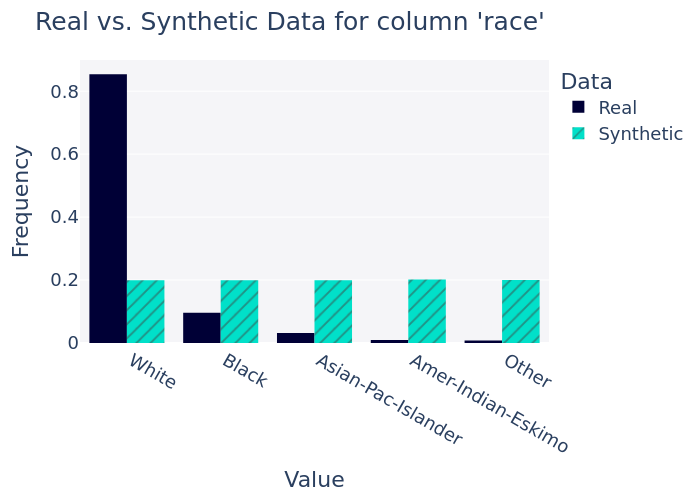 Real vs. Synthetic Data for column 'race'
Data
Real
Synthetic
Frequency
0.8
0.6
0.4
0.2
0
White
Black
Asian-Pac-Islander
Amer-Indian-Eskimo
Other
Value